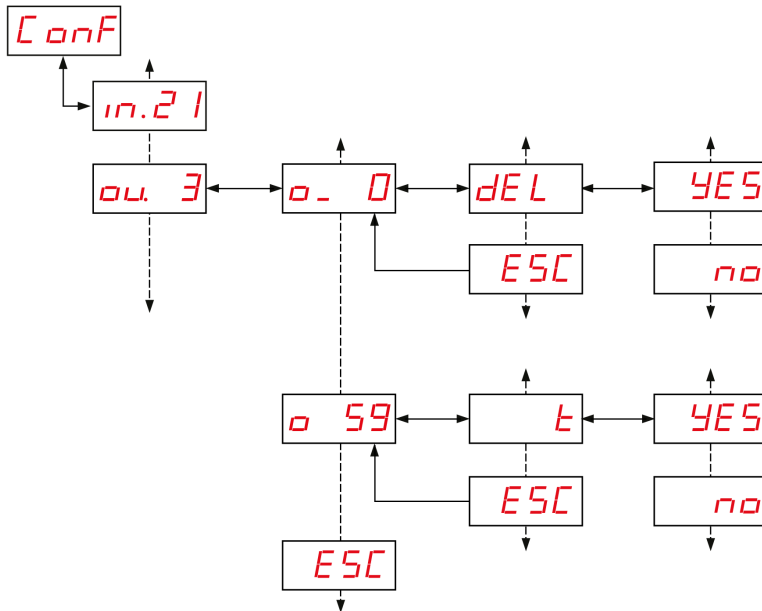 ConF
in.21
ou. 3
o_ 0
dEL
YES
ESC
no
o 59
t
YES
ESC
no
ESC